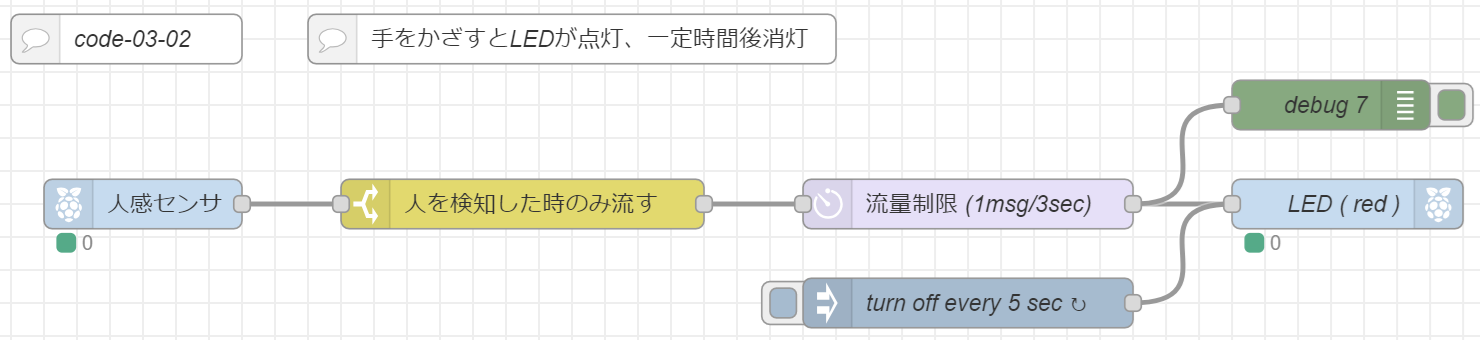 code-03-02
手をかざすとLEDが点灯、一定時間後消灯
debug 7
人感センサ
人を検知した時のみ流す
流量制限 (1msg/3sec)
LED ( red )
0
0
turn off every 5 sec ↻